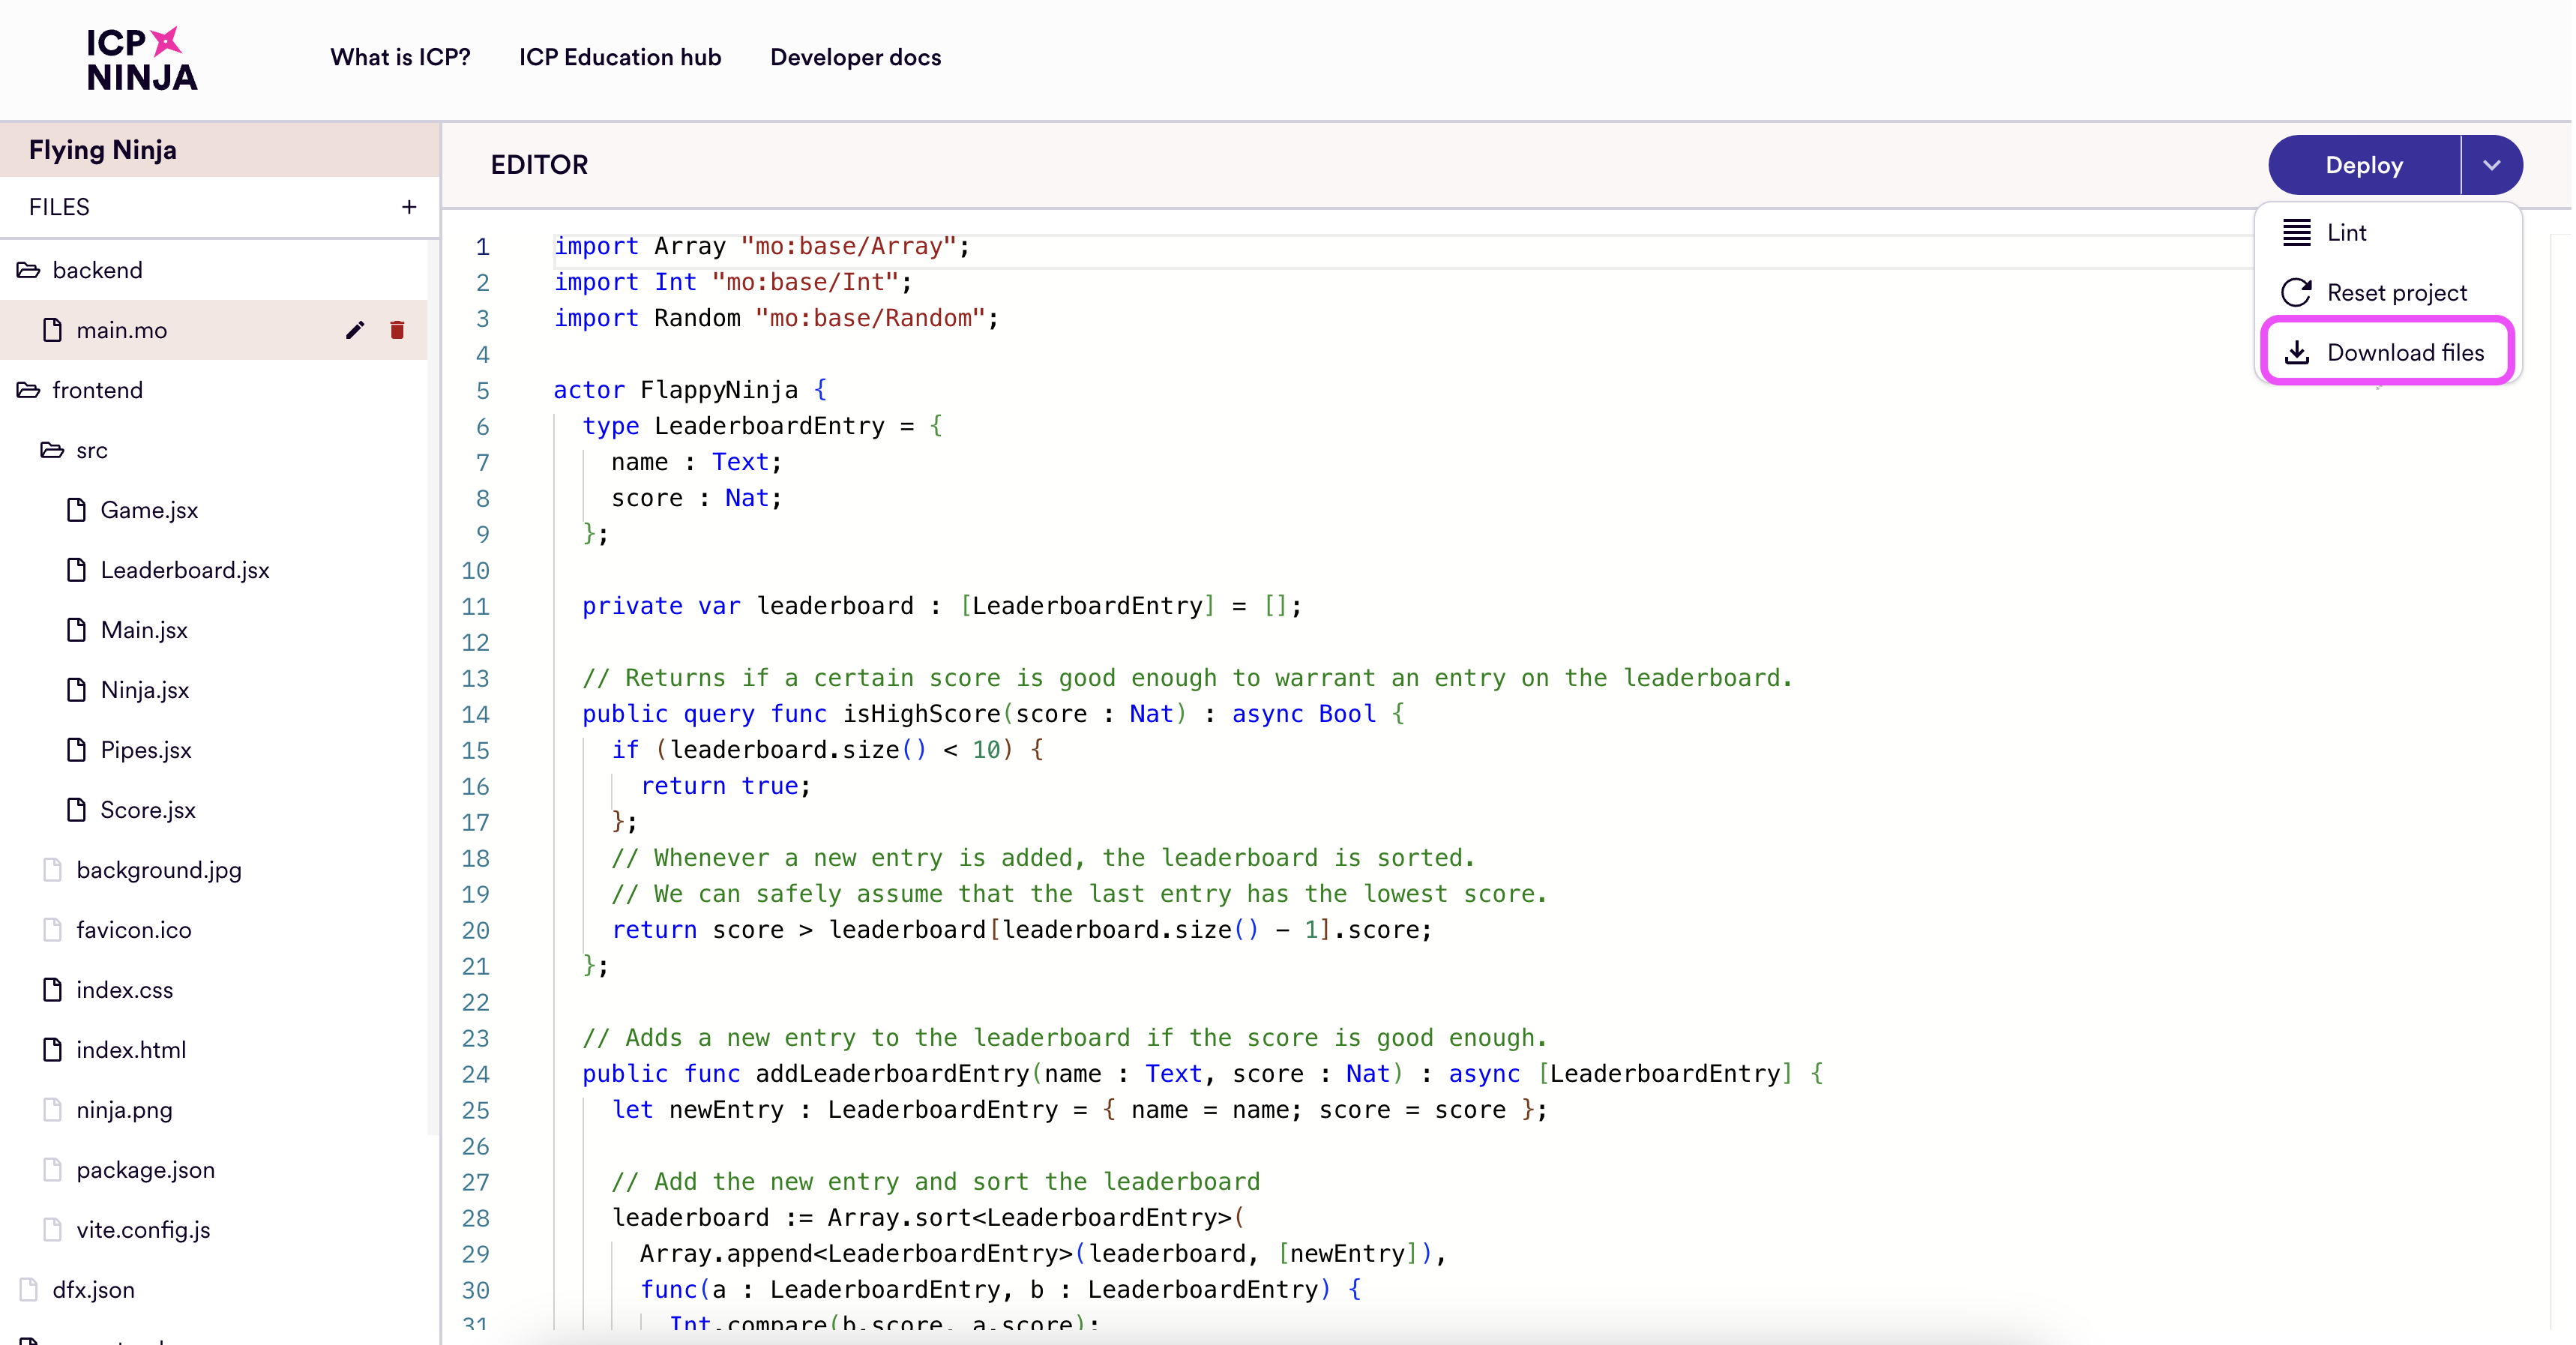 ICP
NINJA
What is ICP?
ICP Education hub
Developer docs
Flying Ninja
FILES
+
backend
main.mo
frontend
src
Game.jsx
Leaderboard.jsx
Main.jsx
Ninja.jsx
Pipes.jsx
Score.jsx
background.jpg
favicon.ico
index.css
index.html
ninja.png
package.json
vite.config.js
dfx.json
EDITOR
Deploy
Lint
Reset project
Download files
1 import Array "mo:base/Array";
2 import Int "mo:base/Int";
3 import Random "mo:base/Random";
4
5 actor FlappyNinja {
6 type LeaderboardEntry = {
7 name : Text;
8 score : Nat;
9 };
10
11 private var leaderboard : [LeaderboardEntry] = [];
12
13 // Returns if a certain score is good enough to warrant an entry on the leaderboard.
14 public query func isHighScore(score : Nat) : async Bool {
15 if (leaderboard.size() < 10) {
16 return true;
17 };
18 // Whenever a new entry is added, the leaderboard is sorted.
19 // We can safely assume that the last entry has the lowest score.
20 return score > leaderboard[leaderboard.size() - 1].score;
21 };
22
23 // Adds a new entry to the leaderboard if the score is good enough.
24 public func addLeaderboardEntry(name : Text, score : Nat) : async [LeaderboardEntry] {
25 let newEntry : LeaderboardEntry = { name = name; score = score };
26
27 // Add the new entry and sort the leaderboard
28 leaderboard := Array.sort<LeaderboardEntry>(
29 Array.append<LeaderboardEntry>(leaderboard, [newEntry]),
30 func(a : LeaderboardEntry, b : LeaderboardEntry) {
31 Int.compare(b.score, a.score);